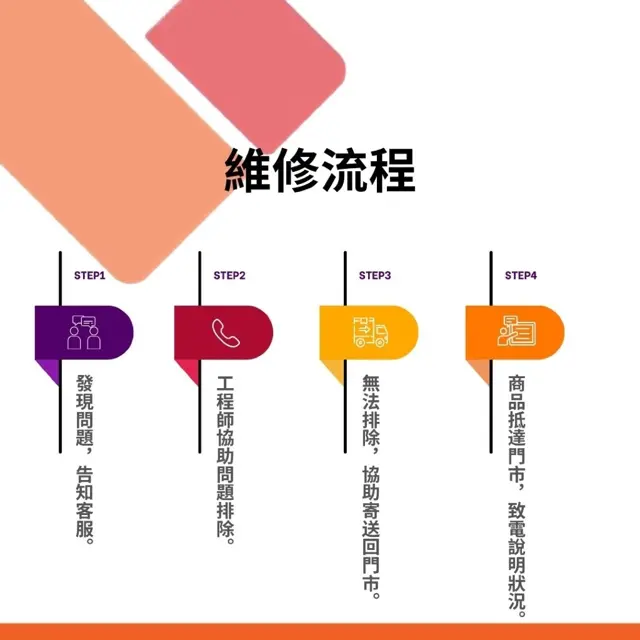 維修流程
STEP1
發現問題，告知客服。
STEP2
工程師協助問題排除。
STEP3
無法排除，協助寄送回門市。
STEP4
商品抵達門市，致電說明狀況。